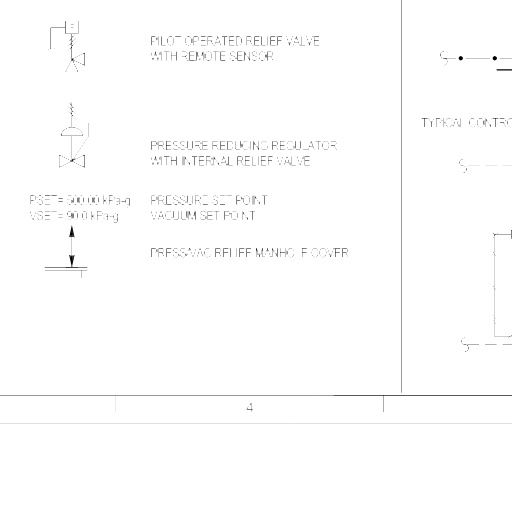 PILOT OPERATED RELIEF VALVE
WITH REMOTE SENSOR
PRESSURE REDUCING REGULATOR
WITH INTERNAL RELIEF VALVE
PSET= 500.00 kPa-g PRESSURE SET POINT
VSET= 90.0 kPa-g VACUUM SET POINT
PRESS/VAC RELIEF MANHOLE COVER
TYPICAL CONTRO
4